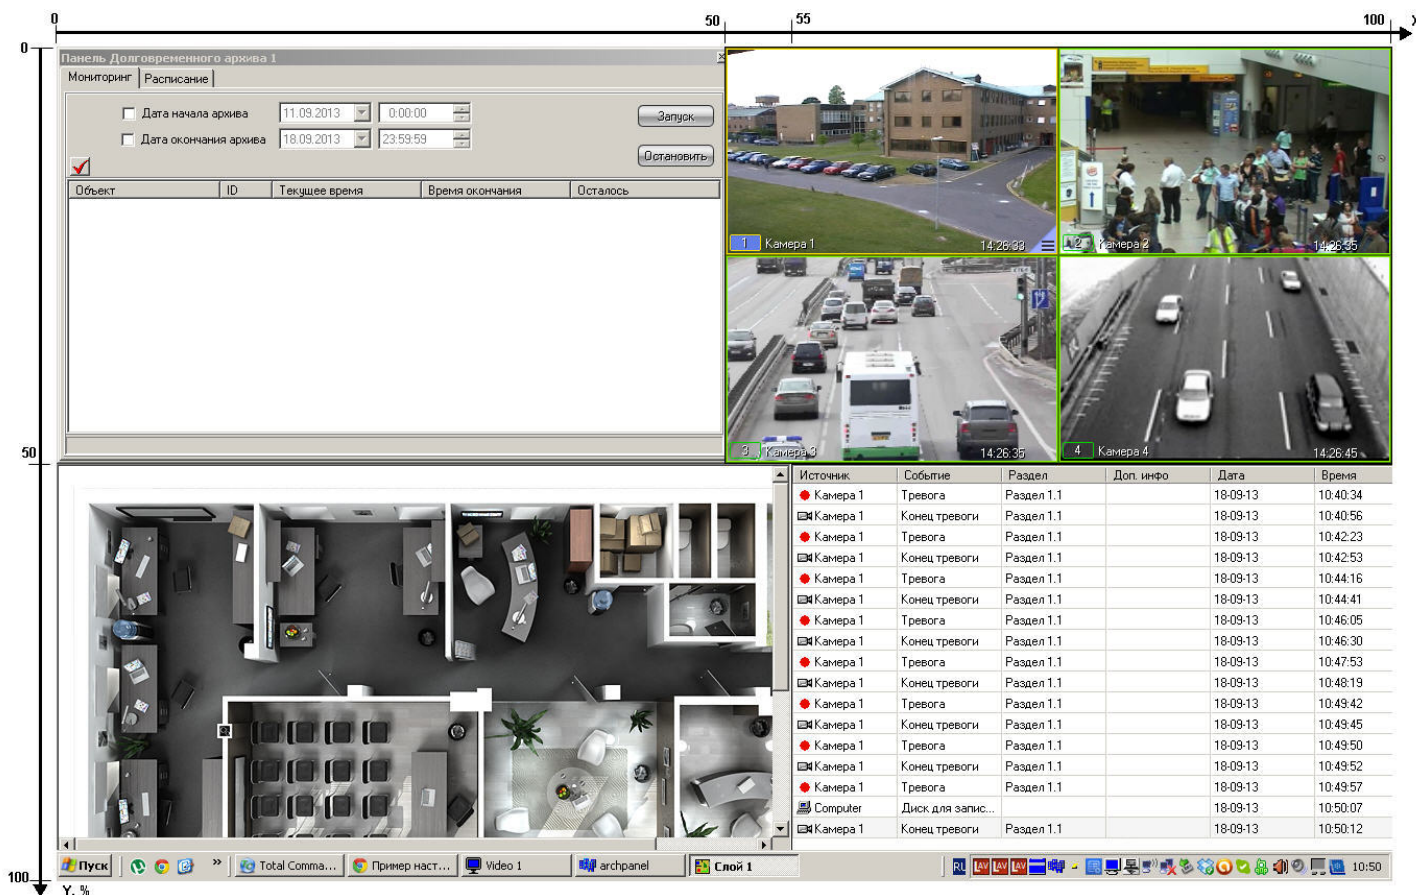 0 50 55 100 X
0
Панель Долговременного архива 1
Мониторинг Расписание
Дата начала архива 11.09.2013 0:00:00 Запуск
Дата окончания архива 18.09.2013 23:59:59
Остановить
Объект ID Текущее время Время окончания Осталось
1 Камера 1 14:26:33
2 Камера 2 14:26:35
3 Камера 3 14:26:35
4 Камера 4 14:26:45
50
Источник Событие Раздел Доп. инфо Дата Время
Камера 1 Тревога Раздел 1.1 18-09-13 10:40:34
Камера 1 Конец тревоги Раздел 1.1 18-09-13 10:40:56
Камера 1 Тревога Раздел 1.1 18-09-13 10:42:23
Камера 1 Конец тревоги Раздел 1.1 18-09-13 10:42:53
Камера 1 Тревога Раздел 1.1 18-09-13 10:44:16
Камера 1 Конец тревоги Раздел 1.1 18-09-13 10:44:41
Камера 1 Тревога Раздел 1.1 18-09-13 10:46:05
Камера 1 Конец тревоги Раздел 1.1 18-09-13 10:46:30
Камера 1 Тревога Раздел 1.1 18-09-13 10:47:53
Камера 1 Конец тревоги Раздел 1.1 18-09-13 10:48:19
Камера 1 Тревога Раздел 1.1 18-09-13 10:49:42
Камера 1 Конец тревоги Раздел 1.1 18-09-13 10:49:45
Камера 1 Тревога Раздел 1.1 18-09-13 10:49:50
Камера 1 Конец тревоги Раздел 1.1 18-09-13 10:49:52
Камера 1 Тревога Раздел 1.1 18-09-13 10:49:57
Computer Диск для запис... 18-09-13 10:50:07
Камера 1 Конец тревоги Раздел 1.1 18-09-13 10:50:12
Пуск » Total Comma... Пример наст... Video 1 archpanel Слой 1 RL LAV LAV LAV 10:50
100
Y, %